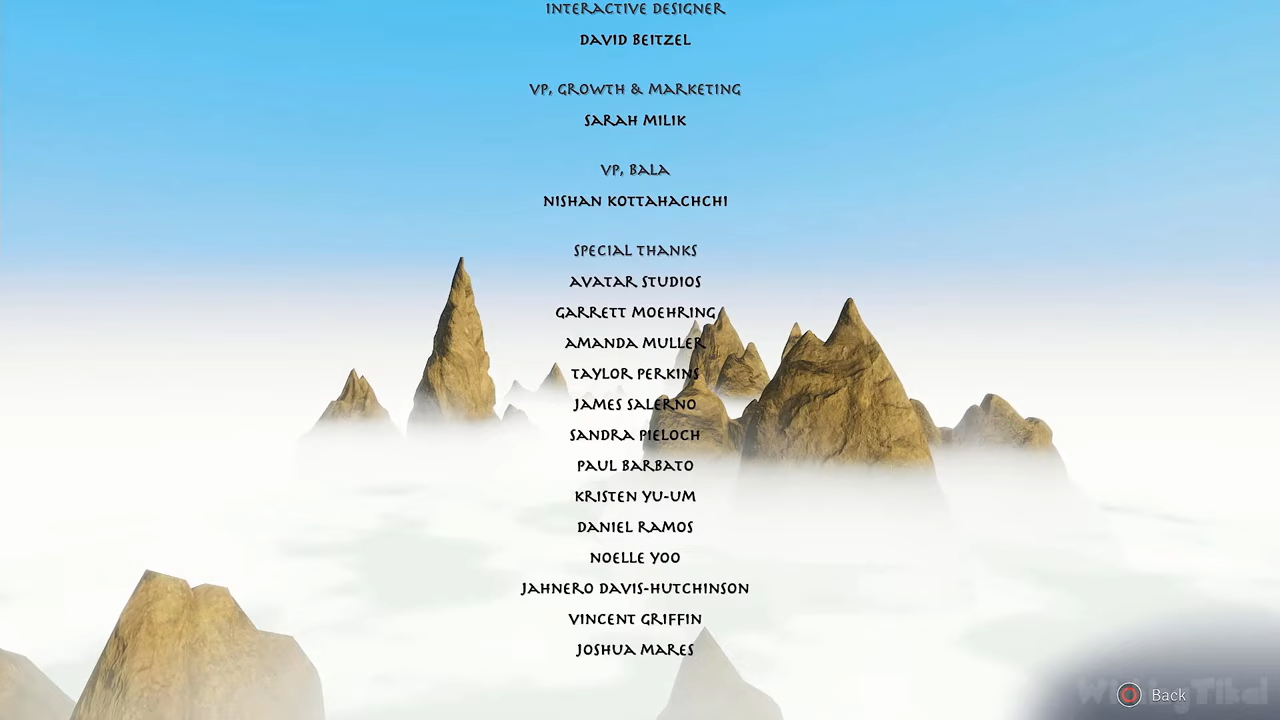 INTERACTIVE DESIGNER
DAVID BEITZEL
VP, GROWTH & MARKETING
SARAH MILIK
VP, BALA
NISHAN KOTTAHACHCHI
SPECIAL THANKS
AVATAR STUDIOS
GARRETT MOEHRING
AMANDA MULLER
TAYLOR PERKINS
JAMES SALERNO
SANDRA PIELOCH
PAUL BARBATO
KRISTEN YU-UM
DANIEL RAMOS
NOELLE YOO
JAHNERO DAVIS-HUTCHINSON
VINCENT GRIFFIN
JOSHUA MARES
Back